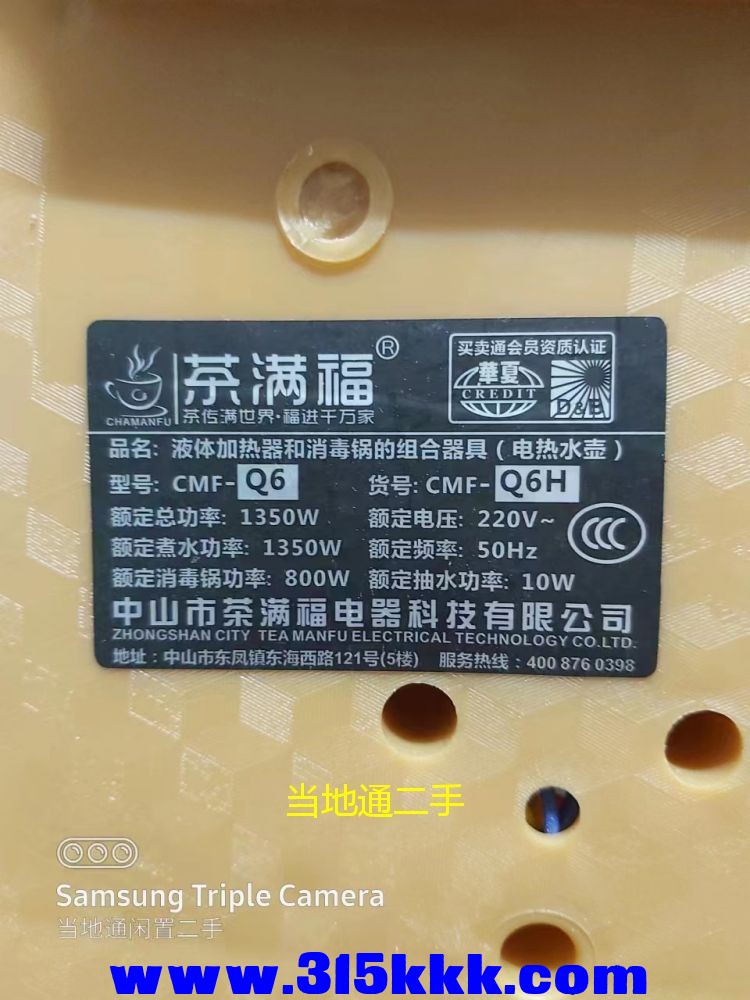 茶满福®
CHAMANFU
茶传满世界·福进千万家
买卖通会员资质认证
華夏
CREDIT
D&B
品名: 液体加热器和消毒锅的组合器具(电热水壶)
型号: CMF-Q6 货号: CMF-Q6H
额定总功率: 1350W 额定电压: 220V~
额定煮水功率: 1350W 额定频率: 50Hz
额定消毒锅功率: 800W 额定抽水功率: 10W
中山市茶满福电器科技有限公司
ZHONGSHAN CITY TEA MANFU ELECTRICAL TECHNOLOGY CO.LTD.
地址: 中山市东凤镇东海西路121号(5楼) 服务热线: 400 876 0398
当地通二手
Samsung Triple Camera
当地通闲置二手
www.315kkk.com